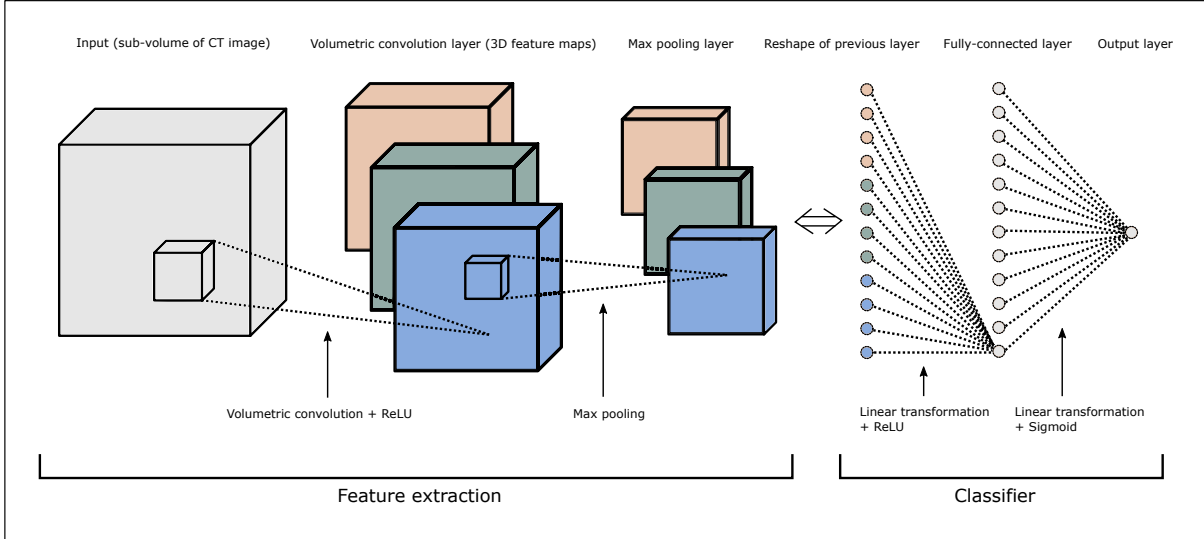 Input (sub-volume of CT image)
Volumetric convolution layer (3D feature maps)
Max pooling layer
Reshape of previous layer
Fully-connected layer
Output layer
Volumetric convolution + ReLU
Max pooling
Linear transformation
+ ReLU
Linear transformation
+ Sigmoid
Feature extraction
Classifier